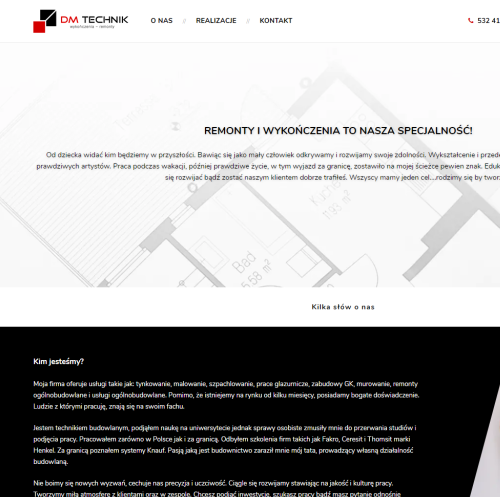 DM TECHNIK
wykończenia - remonty
O NAS // REALIZACJE // KONTAKT
532 41
REMONTY I WYKOŃCZENIA TO NASZA SPECJALNOŚĆ!
Od dziecka widać kim będziemy w przyszłości. Bawiąc się jako mały człowiek odkrywamy i rozwijamy swoje zdolności. Wykształcenie i przede
prawdziwych artystów. Praca podczas wakacji, później prawdziwe życie, w tym wyjazd za granicę, zostawiło na mojej ścieżce pewien znak. Eduk
się rozwijać bądź zostać naszym klientem dobrze trafiłeś. Wszyscy mamy jeden cel....rodzimy się by tworz
Kuchnia
Bad
5.58 m²
Kilka słów o nas
Kim jesteśmy?
Moja firma oferuje usługi takie jak: tynkowanie, malowanie, szpachlowanie, prace glazurnicze, zabudowy GK, murowanie, remonty
ogólnobudowlane i usługi ogólnobudowlane. Pomimo, że istniejemy na rynku od kilku miesięcy, posiadamy bogate doświadczenie.
Ludzie z którymi pracuję, znają się na swoim fachu.
Jestem technikiem budowlanym, podjąłem naukę na uniwersytecie jednak sprawy osobiste zmusiły mnie do przerwania studiów i
podjęcia pracy. Pracowałem zarówno w Polsce jak i za granicą. Odbyłem szkolenia firm takich jak Fakro, Ceresit i Thomsit marki
Henkel. Za granicą poznałem systemy Knauf. Pasją jaką jest budownictwo zaraził mnie mój tata, prowadzący własną działalność
budowlaną.
Nie boimy się nowych wyzwań, cechuje nas precyzja i uczciwość. Ciągle się rozwijamy stawiając na jakość i kulturę pracy.
Tworzymy miłą atmosferę z klientami oraz w zespole. Chcesz podjąć inwestycję, szukasz pracy bądź masz pytanie odnośnie